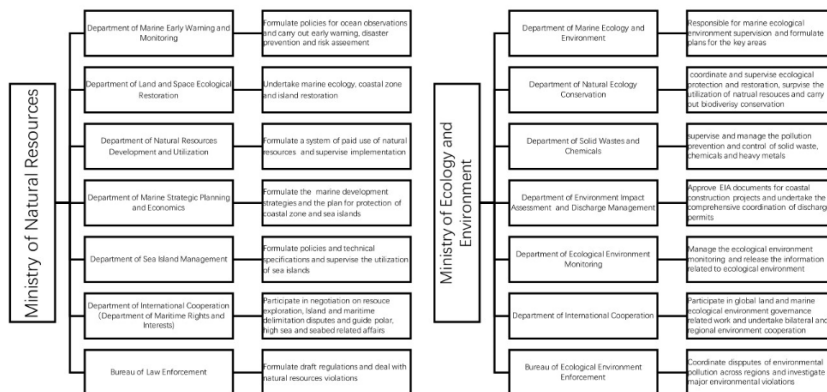 Ministry of Natural Resources
Department of Marine Early Warning and
Monitoring
Formulate policies for ocean observations
and carry out early warning, disaster
prevention and risk asseement
Department of Land and Space Ecological
Restoration
Undertake marine ecology, coastal zone
and island restoration
Department of Natural Resources
Development and Utilization
Formulate a system of paid use of natural
resources and supervise implementation
Department of Marine Strategic Planning
and Economics
Formulate the marine development
strategies and the plan for protection of
coastal zone and sea islands
Department of Sea Island Management
Formulate policies and technical
specifications and supervise the utilization
of sea islands
Department of International Cooperation
(Department of Maritime Rights and
Interests)
Participate in negotiation on resouce
exploration, Island and maritime
delimitation disputes and guide polar,
high sea and seabed related affairs
Bureau of Law Enforcement
Formulate draft regulations and deal with
natural resources violations
Ministry of Ecology and
Environment
Department of Marine Ecology and
Environment
Responsible for marine ecological
environment supervision and formulate
plans for the key areas
Department of Natural Ecology
Conservation
coordinate and supervise ecological
protection and restoration, surpvise the
utilization of natrual resouces and carry
out biodiverisy conservation
Department of Solid Wastes and
Chemicals
supervise and manage the pollution
prevention and control of solid waste,
chemicals and heavy metals
Department of Environment Impact
Assessment and Discharge Management
Approve EIA documents for coastal
construction projects and undertake the
comprehensive coordination of discharge
permits
Department of Ecological Environment
Monitoring
Manage the ecological environment
monitoring and release the information
related to ecological environment
Department of International Cooperation
Participate in global land and marine
ecological environment governance
related work and undertake bilateral and
regional environment cooperation
Bureau of Ecological Environment
Enforcement
Coordinate dispputes of environmental
pollution across regions and investigate
major environmental violations